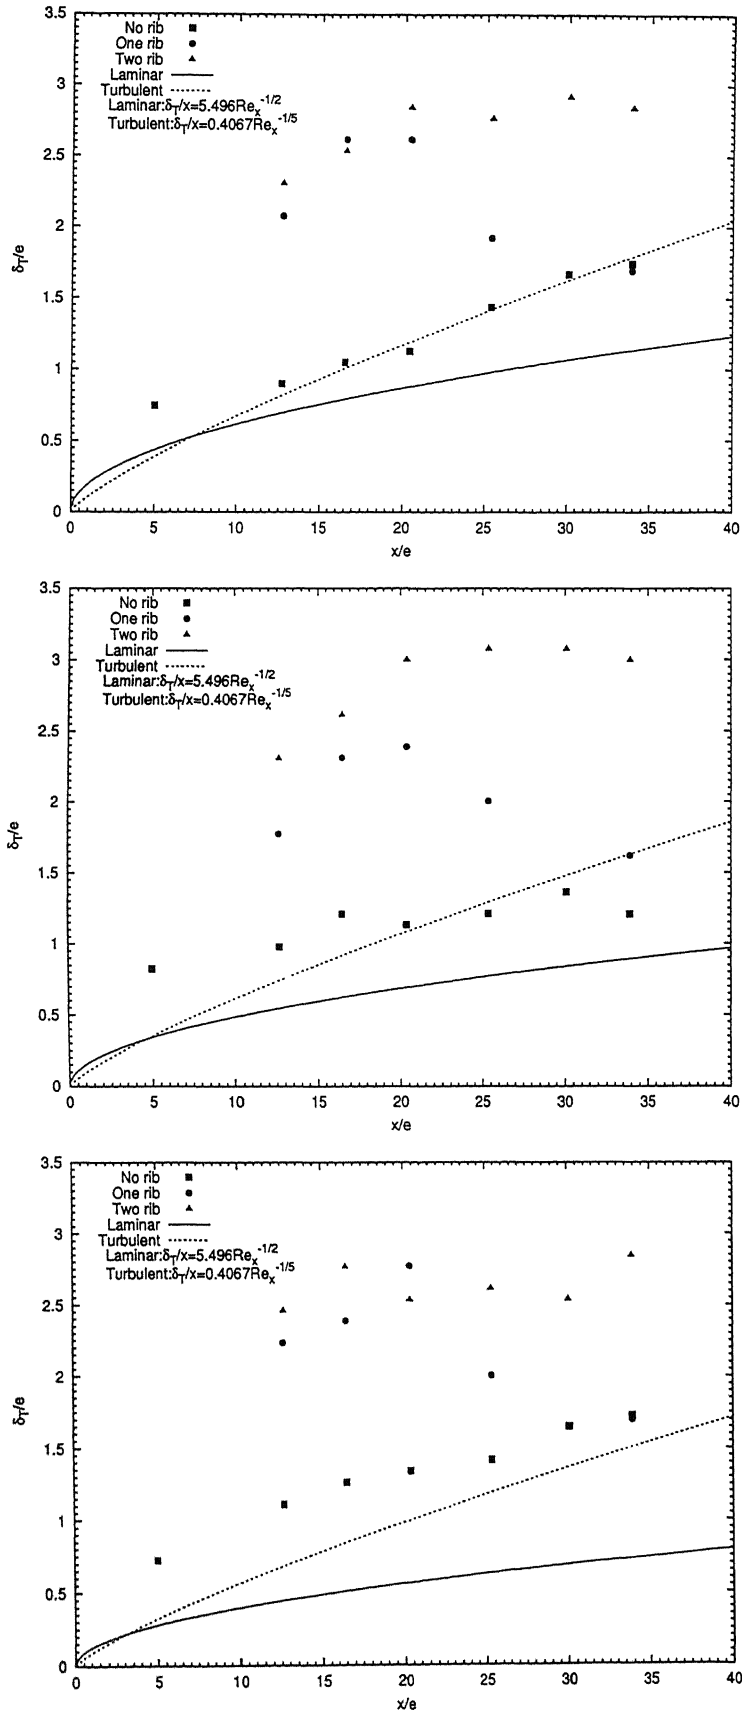 3.5
No rib
One rib
3
Two rib
Laminar
Turbulent
Laminar:δT/x=5.496Rex-1/2
Turbulent:δT/x=0.4067Rex-1/5
2.5
2
δT/e
1.5
1
0.5
0
0 5 10 15 20 25 30 35 40
x/e
3.5
No rib
One rib
Two rib
3
Laminar
Turbulent
Laminar:δT/x=5.496Rex-1/2
Turbulent:δT/x=0.4067Rex-1/5
2.5
2
δT/e
1.5
1
0.5
0
0 5 10 15 20 25 30 35 40
x/e
3.5
No rib
One rib
Two rib
3
Laminar
Turbulent
Laminar:δT/x=5.496Rex-1/2
Turbulent:δT/x=0.4067Rex-1/5
2.5
2
δT/e
1.5
1
0.5
0
0 5 10 15 20 25 30 35 40
x/e